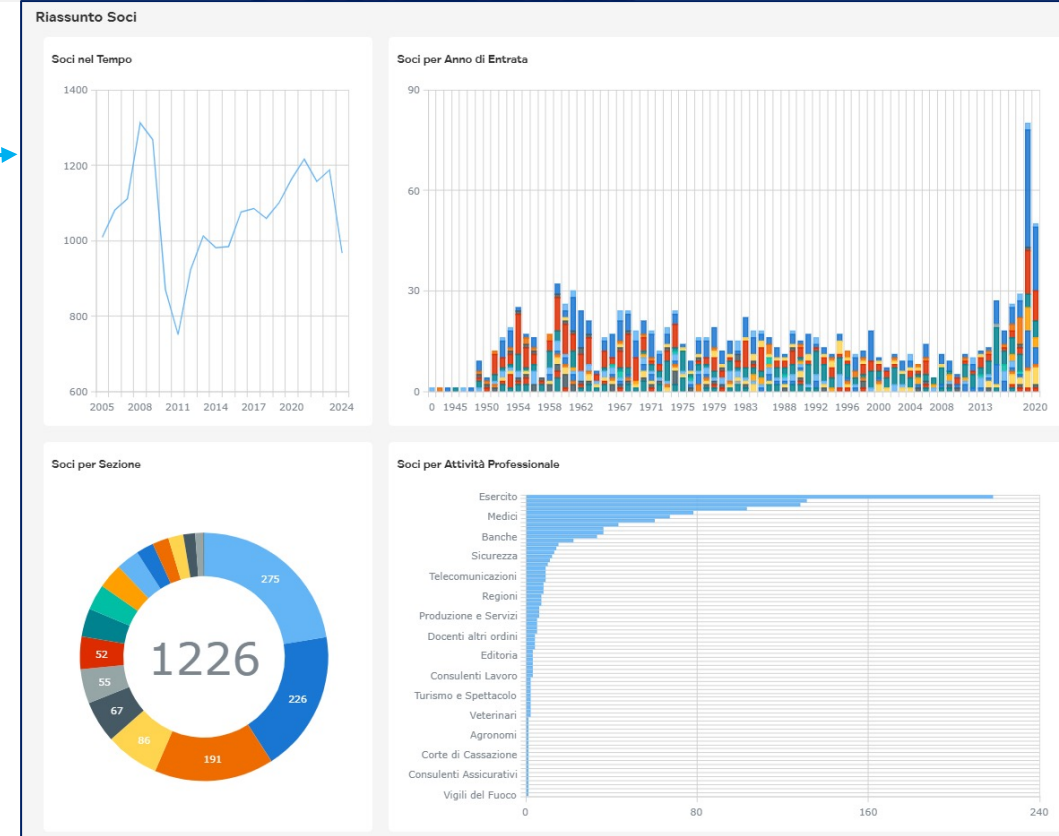 Riassunto Soci
Soci nel Tempo
1400
1200
1000
800
600
2005 2008 2011 2014 2017 2020 2024
Soci per Anno di Entrata
90
60
30
0
0 1945 1950 1954 1958 1962 1967 1971 1975 1979 1983 1988 1992 1996 2000 2004 2008 2013 2020
Soci per Sezione
275
226
191
86
67
55
52
1226
Soci per Attività Professionale
Esercito
Medici
Banche
Sicurezza
Telecomunicazioni
Regioni
Produzione e Servizi
Docenti altri ordini
Editoria
Consulenti Lavoro
Turismo e Spettacolo
Veterinari
Agronomi
Corte di Cassazione
Consulenti Assicurativi
Vigili del Fuoco
0 80 160 240